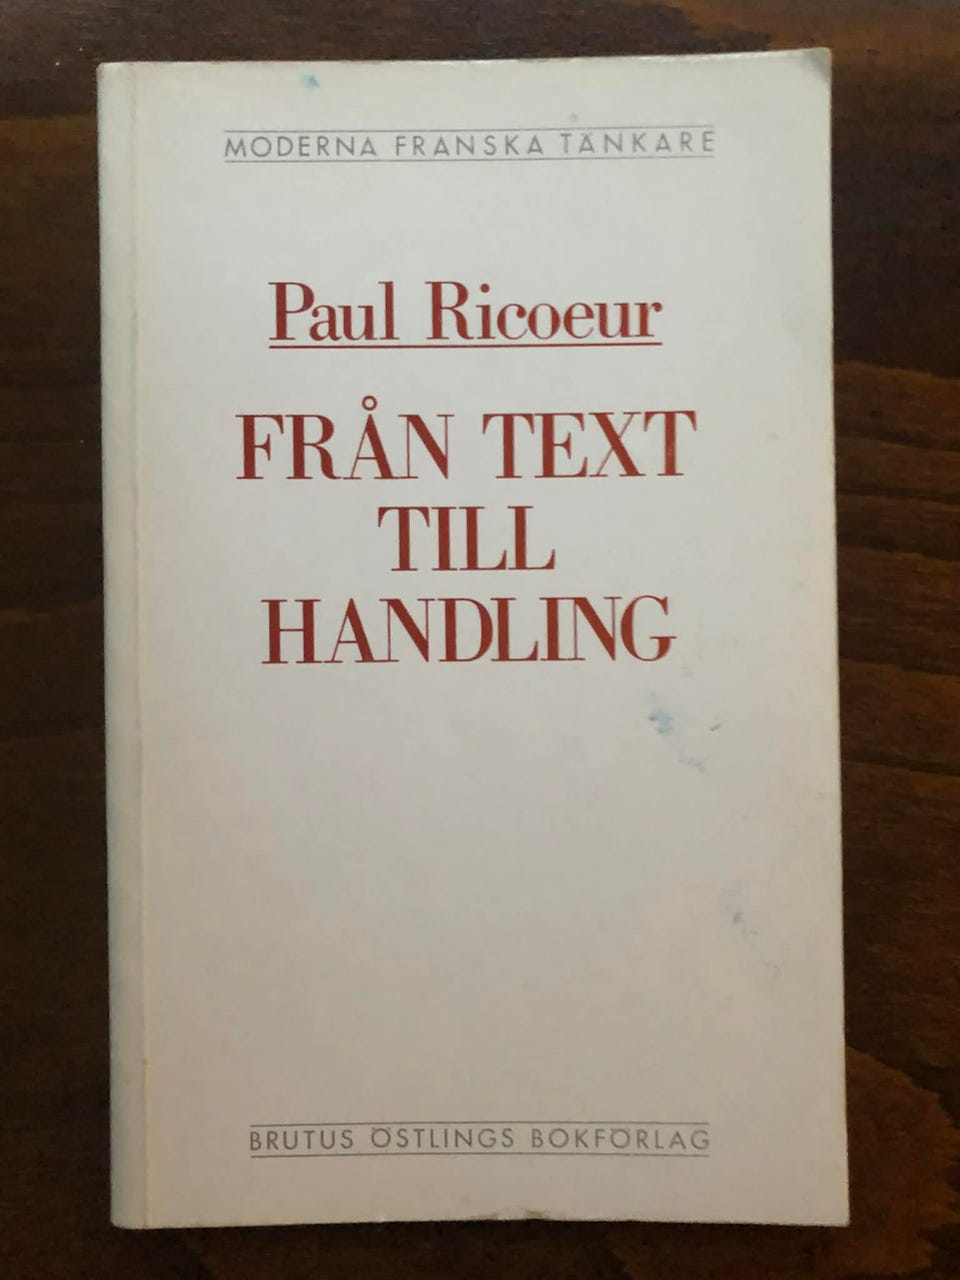 MODERNA FRANSKA TÄNKARE
Paul Ricoeur
FRÅN TEXT
TILL
HANDLING
BRUTUS ÖSTLINGS BOKFÖRLAG